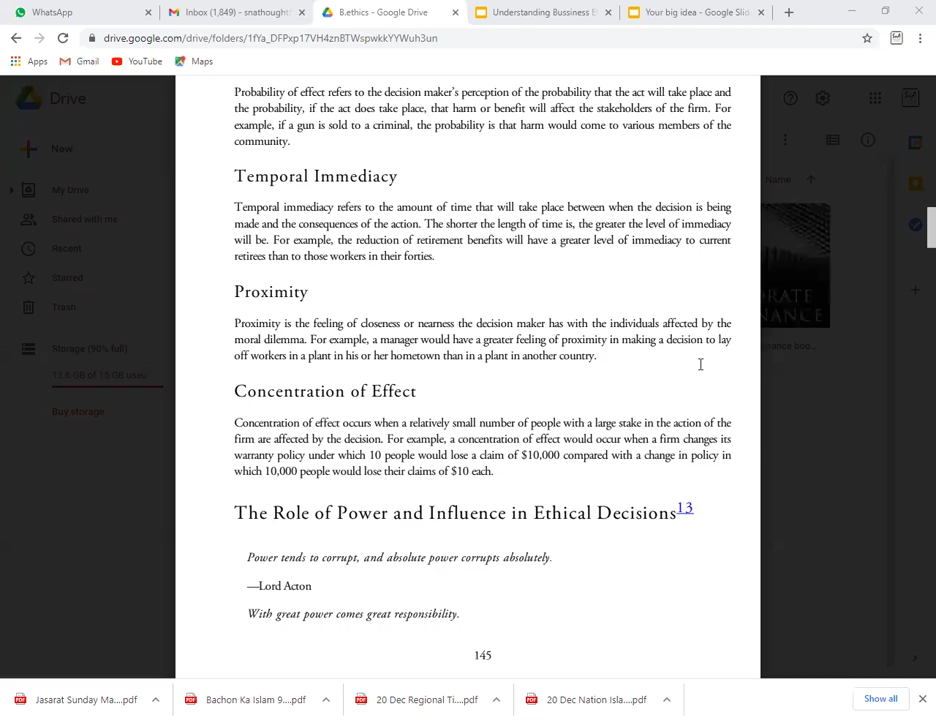 WhatsApp
Inbox (1,849) - snathought
B.ethics - Google Drive
Understanding Bussiness E
Your big idea - Google Slid
drive.google.com/drive/folders/1fYa_DFPxp17VH4znBTWspwkkYYWuh3un
Apps
Gmail
YouTube
Maps
Drive
New
My Drive
Shared with me
Recent
Starred
Trash
Storage (90% full)
13.6 GB of 15 GB used
Buy storage
Name
ORATE
NANCE
nance boo...
Probability of effect refers to the decision maker's perception of the probability that the act will take place and
the probability, if the act does take place, that harm or benefit will affect the stakeholders of the firm. For
example, if a gun is sold to a criminal, the probability is that harm would come to various members of the
community.
Temporal Immediacy
Temporal immediacy refers to the amount of time that will take place between when the decision is being
made and the consequences of the action. The shorter the length of time is, the greater the level of immediacy
will be. For example, the reduction of retirement benefits will have a greater level of immediacy to current
retirees than to those workers in their forties.
Proximity
Proximity is the feeling of closeness or nearness the decision maker has with the individuals affected by the
moral dilemma. For example, a manager would have a greater feeling of proximity in making a decision to lay
off workers in a plant in his or her hometown than in a plant in another country.
Concentration of Effect
Concentration of effect occurs when a relatively small number of people with a large stake in the action of the
firm are affected by the decision. For example, a concentration of effect would occur when a firm changes its
warranty policy under which 10 people would lose a claim of $10,000 compared with a change in policy in
which 10,000 people would lose their claims of $10 each.
The Role of Power and Influence in Ethical Decisions13
Power tends to corrupt, and absolute power corrupts absolutely.
—Lord Acton
With great power comes great responsibility.
145
Jasarat Sunday Ma....pdf
Bachon Ka Islam 9....pdf
20 Dec Regional Ti....pdf
20 Dec Nation Isla....pdf
Show all